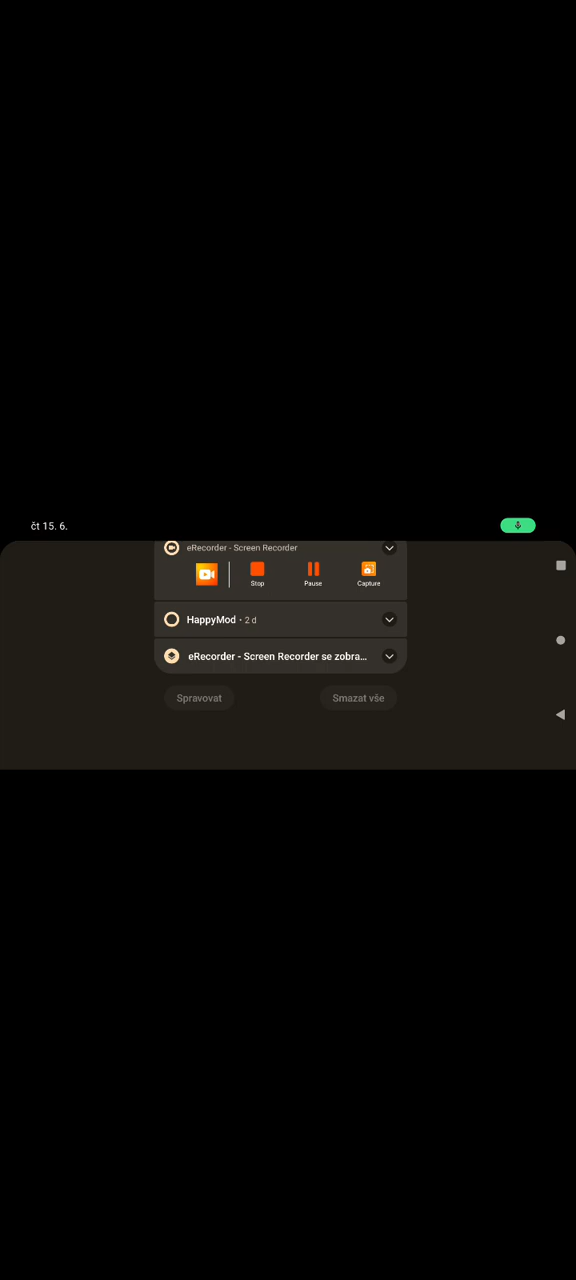 čt 15. 6.
eRecorder - Screen Recorder
Stop
Pause
Capture
HappyMod • 2 d
eRecorder - Screen Recorder se zobra...
Spravovat
Smazat vše